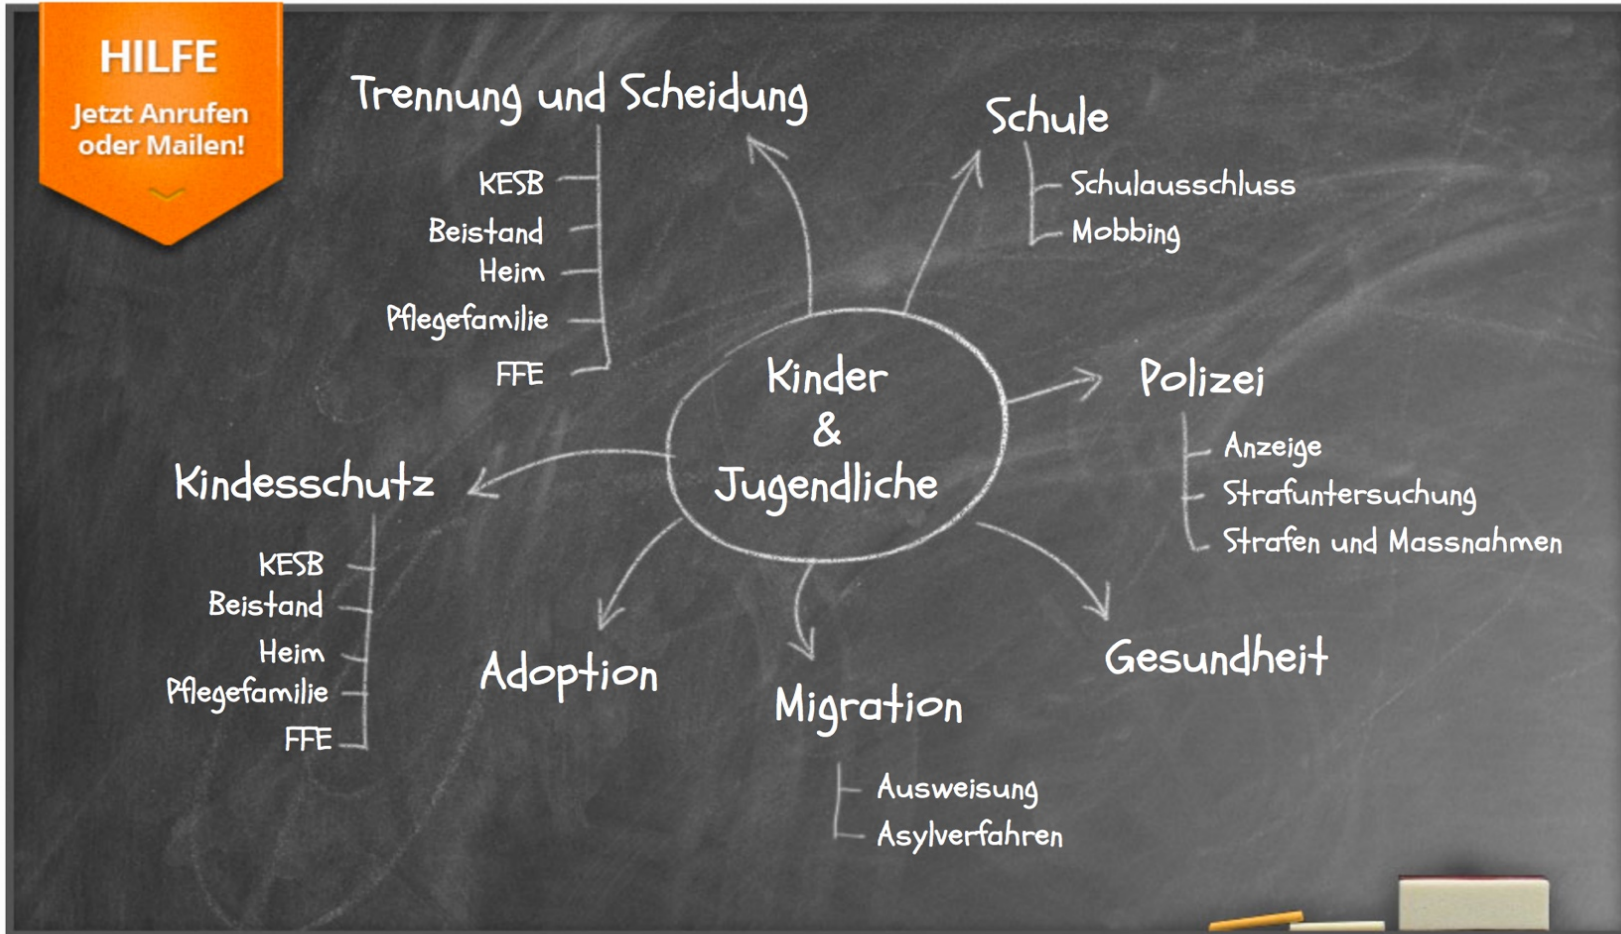 HILFE
Jetzt Anrufen
oder Mailen!
Trennung und Scheidung
KESB
Beistand
Heim
Pflegefamilie
FFE
Schule
Schulausschluss
Mobbing
Kinder
&
Jugendliche
Polizei
Anzeige
Strafuntersuchung
Strafen und Massnahmen
Kindesschutz
KESB
Beistand
Heim
Pflegefamilie
FFE
Adoption
Migration
Ausweisung
Asylverfahren
Gesundheit